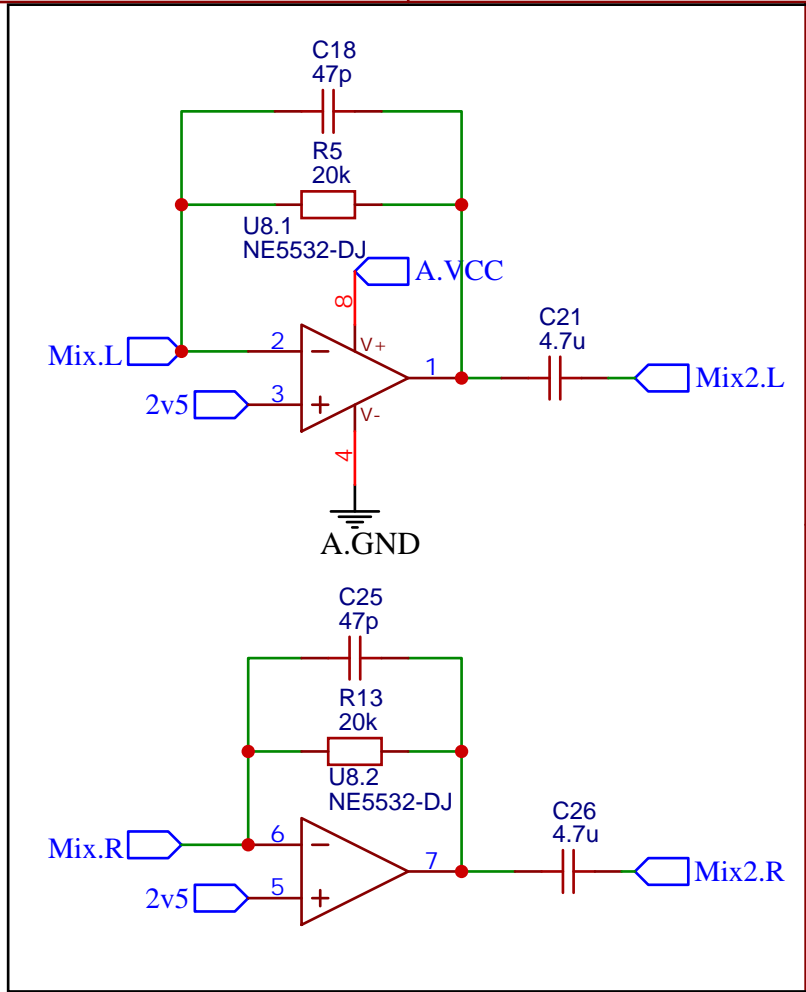 C18
47p
R5
20k
U8.1
NE5532-DJ
A.VCC
8
V+
Mix.L
2
1
C21
4.7u
Mix2.L
2v5
3
V-
4
A.GND
C25
47p
R13
20k
U8.2
NE5532-DJ
Mix.R
6
7
C26
4.7u
Mix2.R
2v5
5